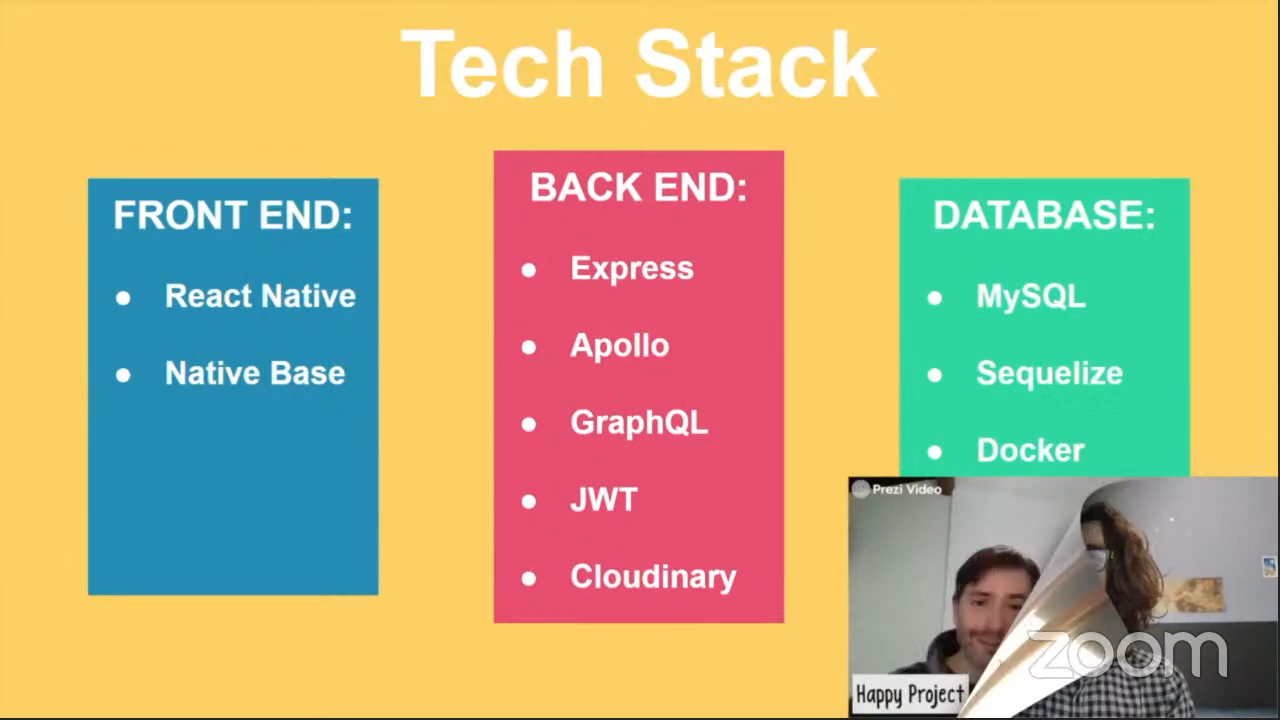 Tech Stack
FRONT END:
● React Native
● Native Base
BACK END:
● Express
● Apollo
● GraphQL
● JWT
● Cloudinary
DATABASE:
● MySQL
● Sequelize
● Docker
Prezi Video
Happy Project
zoom